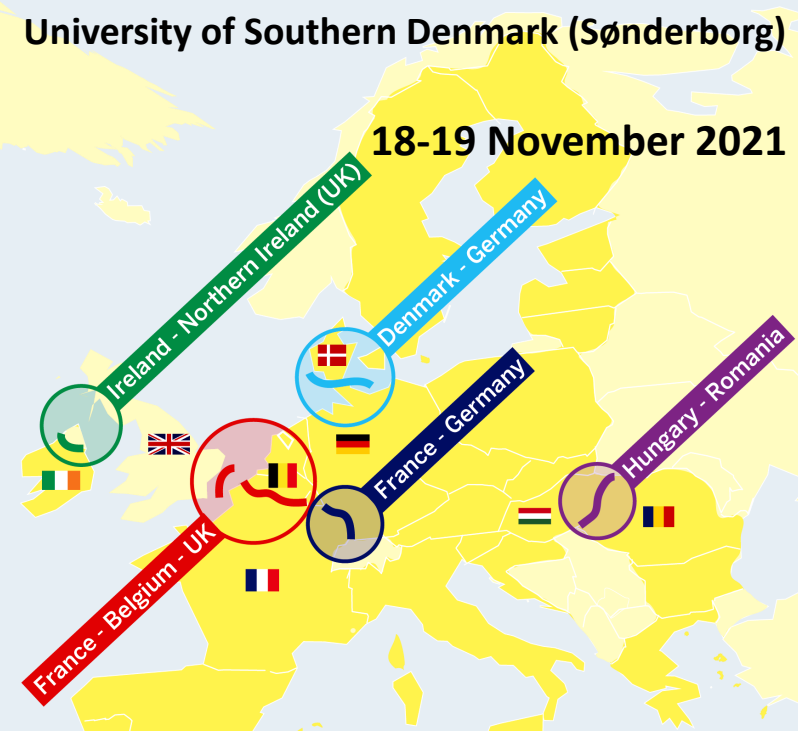 University of Southern Denmark (Sønderborg)
18-19 November 2021
Ireland - Northern Ireland (UK)
Denmark - Germany
France - Germany
Hungary - Romania
France - Belgium - UK